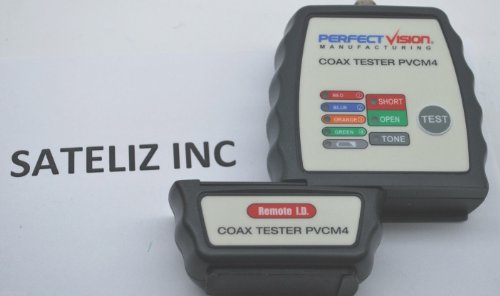 PERFECT VISION
MANUFACTURING
COAX TESTER PVCM4
RED
SHORT
BLUE
OPEN
ORANGE
TEST
GREEN
TONE
SATELIZ INC
Remote I.D.
COAX TESTER PVCM4